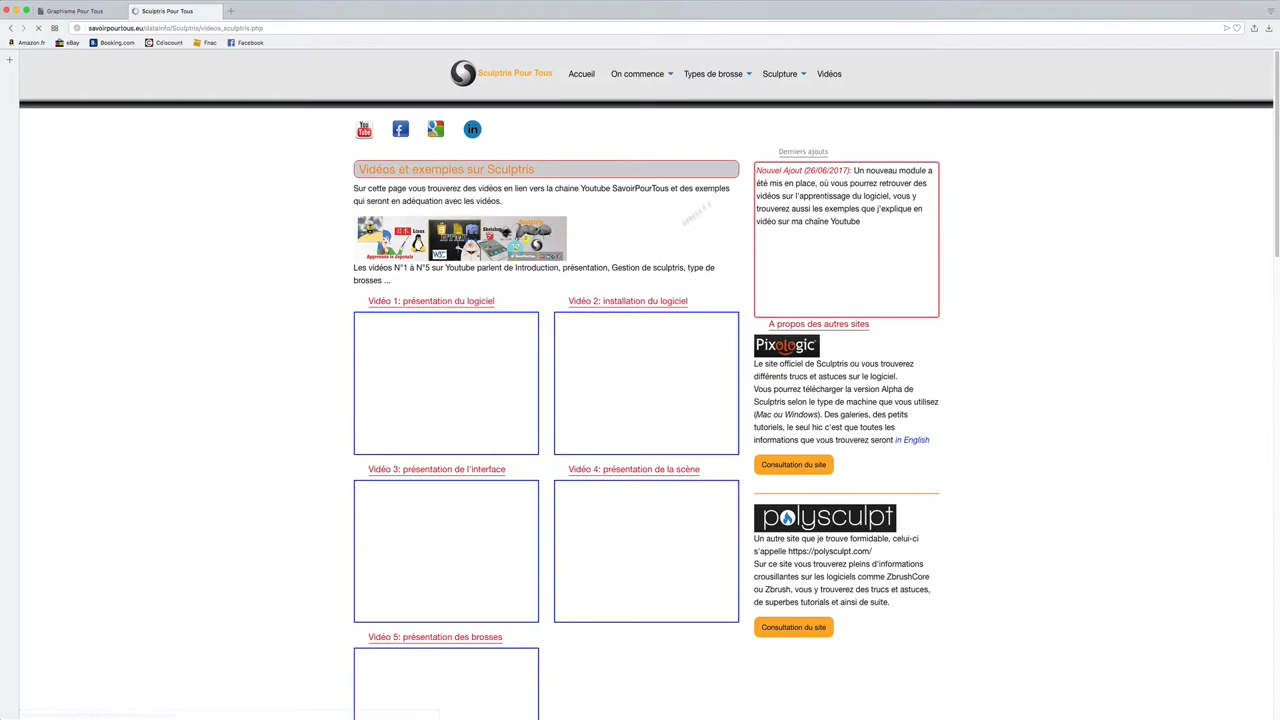 Graphisme Pour Tous
Sculptris Pour Tous
savoirpourtous.eu/datainfo/Sculptris/videos_sculptris.php
Amazon.fr eBay Booking.com Cdiscount Fnac Facebook
Sculptris Pour Tous
Accueil On commence Types de brosse Sculpture Vidéos
You Tube
in
Vidéos et exemples sur Sculptris
Sur cette page vous trouverez des vidéos en lien vers la chaine Youtube SavoirPourTous et des exemples
qui seront en adéquation avec les vidéos.
Linux
Apprenons le Japonais
W3C
Sculptris
Les vidéos N°1 à N°5 sur Youtube parlent de Introduction, présentation, Gestion de sculptris, type de
brosses ...
Vidéo 1: présentation du logiciel
Vidéo 2: installation du logiciel
Vidéo 3: présentation de l'interface
Vidéo 4: présentation de la scène
Vidéo 5: présentation des brosses
Derniers ajouts
Nouvel Ajout (26/06/2017): Un nouveau module a
été mis en place, où vous pourrez retrouver des
vidéos sur l'apprentissage du logiciel, vous y
trouverez aussi les exemples que j'explique en
vidéo sur ma chaîne Youtube
A propos des autres sites
Pixologic
Le site officiel de Sculptris ou vous trouverez
différents trucs et astuces sur le logiciel.
Vous pourrez télécharger la version Alpha de
Sculptris selon le type de machine que vous utilisez
(Mac ou Windows). Des galeries, des petits
tutoriels, le seul hic c'est que toutes les
informations que vous trouverez seront in English
Consultation du site
polysculpt
Un autre site que je trouve formidable, celui-ci
s'appelle https://polysculpt.com/
Sur ce site vous trouverez pleins d'informations
crousillantes sur les logiciels comme ZbrushCore
ou Zbrush, vous y trouverez des trucs et astuces,
de superbes tutorials et ainsi de suite.
Consultation du site